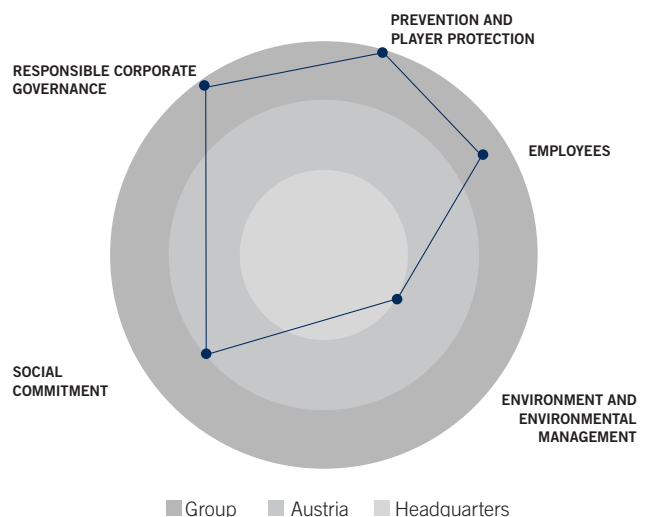 PREVENTION AND
PLAYER PROTECTION
RESPONSIBLE CORPORATE
GOVERNANCE
EMPLOYEES
SOCIAL
COMMITMENT
ENVIRONMENT AND
ENVIRONMENTAL
MANAGEMENT
Group Austria Headquarters